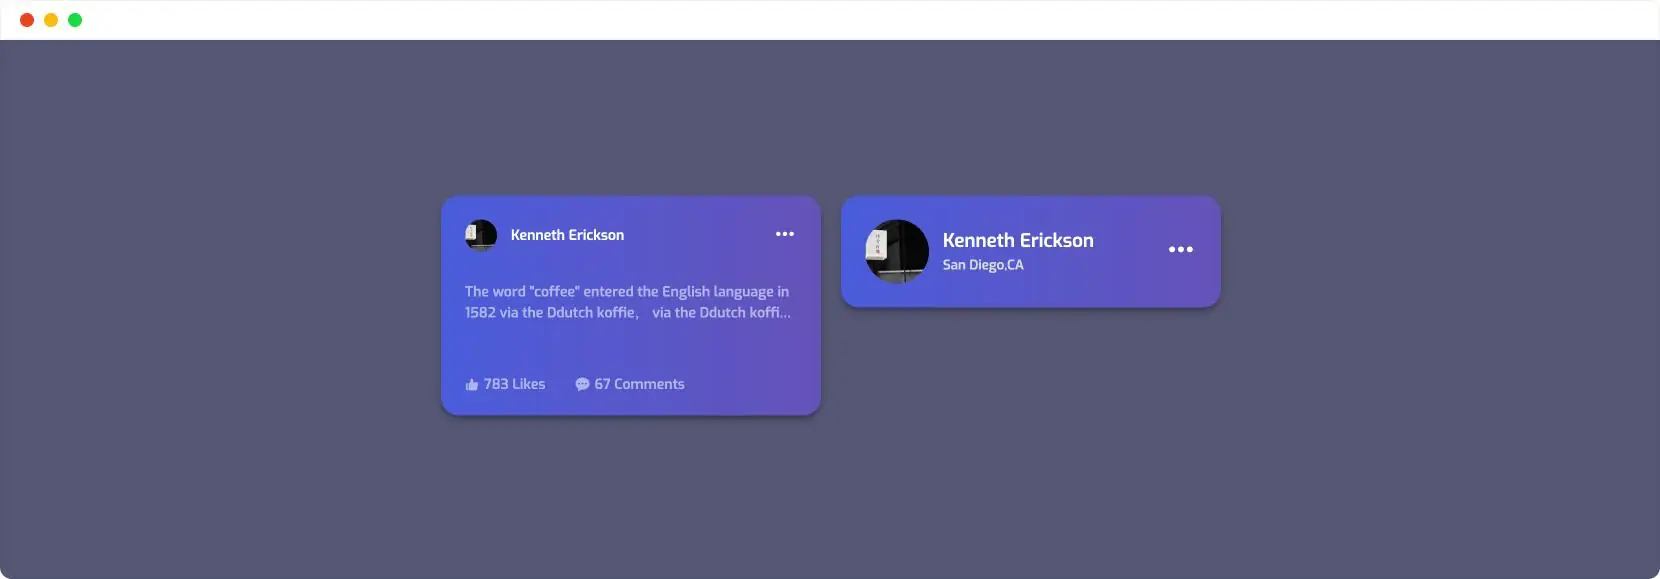 Kenneth Erickson
The word "coffee" entered the English language in
1582 via the Ddutch koffie, via the Ddutch koffi...
783 Likes
67 Comments
Kenneth Erickson
San Diego,CA